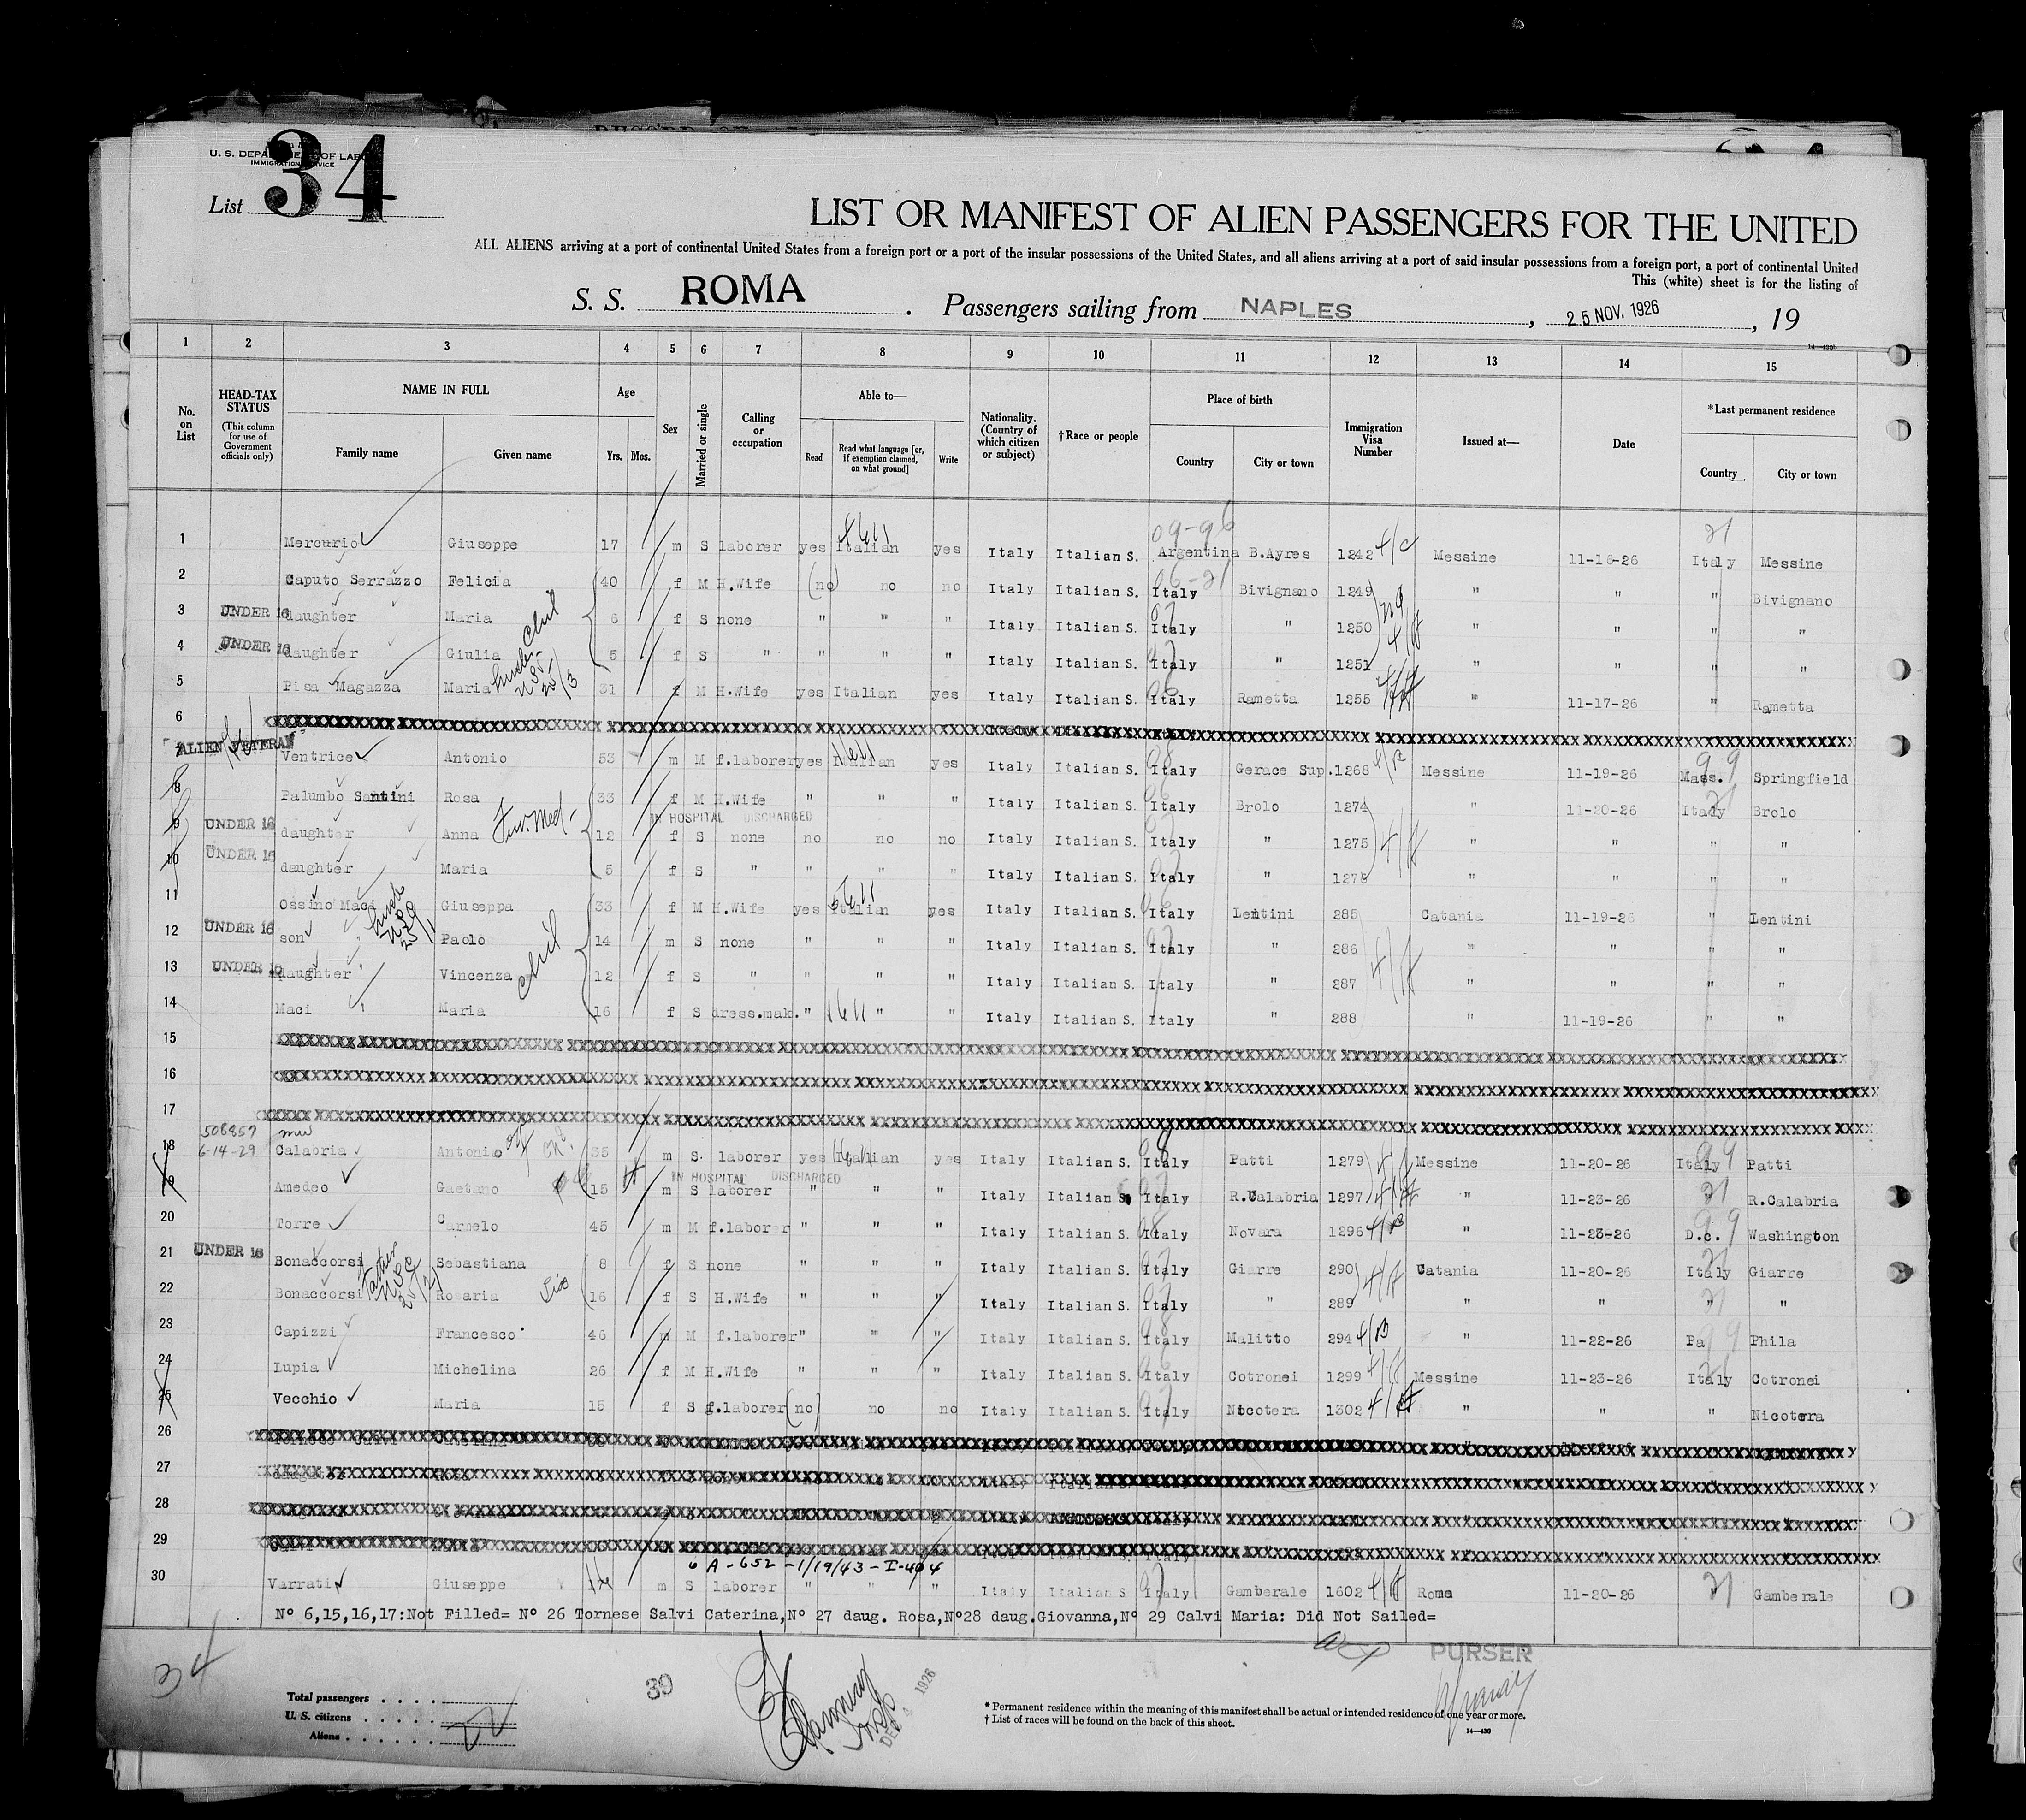 34
U. S. DEPARTMENT OF LABOR
IMMIGRATION SERVICE
List
LIST OR MANIFEST OF ALIEN PASSENGERS FOR THE UNITED
ALL ALIENS arriving at a port of continental United States from a foreign port or a port of the insular possessions of the United States, and all aliens arriving at a port of said insular possessions from a foreign port, a port of continental United
This (white) sheet is for the listing of
S. S. ROMA. Passengers sailing from NAPLES, 25 NOV. 1926, 19
14—430b
1 2 3 4 5 6 7 8 9 10 11 12 13 14 15
No. on List
HEAD-TAX STATUS
(This column for use of Government officials only)
NAME IN FULL
Family name Given name
Age
Yrs. Mos.
Sex
Married or single
Calling or occupation
Able to—
Read
Read what language [or, if exemption claimed, on what ground]
Write
Nationality. (Country of which citizen or subject)
†Race or people
Place of birth
Country City or town
Immigration Visa Number
Issued at—
Date
*Last permanent residence
Country City or town
09-96 21
1 Mercurio Giuseppe 17 m S laborer yes Italian yes Italy Italian S. Argentina B.Ayres 1242 Messine 11-16-26 Italy Messine
2 Caputo Serrazzo Felicia 40 f M H.Wife (no) no no Italy Italian S. Italy Bivignano 1249 " " " Bivignano
3 UNDER 16 daughter Maria 6 f S none " " " Italy Italian S. Italy " 1250 " " " "
4 UNDER 16 daughter Giulia 5 f S " " " " Italy Italian S. Italy " 1251 " " " "
5 Pisa Magazza Maria 31 f M H.Wife yes Italian yes Italy Italian S. Italy Rametta 1255 " 11-17-26 " Rametta
6
7 ALIEN VETERAN Ventrice Antonio 53 m M f.laborer yes Italian yes Italy Italian S. Italy Gerace Sup. 1268 Messine 11-19-26 Mass. Springfield
8 Palumbo Santini Rosa 33 f M H.Wife " " " Italy Italian S. Italy Brolo 1274 " 11-20-26 Italy Brolo
IN HOSPITAL DISCHARGED
9 UNDER 16 daughter Anna 12 f S none no no no Italy Italian S. Italy " 1275 " " " "
10 UNDER 16 daughter Maria 5 f S " " " " Italy Italian S. Italy " 1276 " " " "
11 Ossino Maci Giuseppa 33 f M H.Wife yes Italian yes Italy Italian S. Italy Lentini 285 Catania 11-19-26 " Lentini
12 UNDER 16 son Paolo 14 m S none " " " Italy Italian S. Italy " 286 " " " "
13 UNDER 16 daughter Vincenza 12 f S " " " " Italy Italian S. Italy " 287 " " " "
14 Maci Maria 16 f S dress.mak. " " " Italy Italian S. Italy " 288 " 11-19-26 " "
15
16
17
508857
18 6-14-29 Calabria Antonio 35 m S. laborer yes Italian yes Italy Italian S. Italy Patti 1279 Messine 11-20-26 Italy Patti
IN HOSPITAL DISCHARGED
19 Amedeo Gaetano 15 m S laborer " " " Italy Italian S. Italy R.Calabria 1297 " 11-23-26 " R.Calabria
20 Torre Carmelo 45 m M f.laborer " " " Italy Italian S. Italy Novara 1296 " 11-23-26 D.c. Washington
21 UNDER 16 Bonaccorsi Sebastiana 8 f S none " " " Italy Italian S. Italy Giarre 290 Catania 11-20-26 Italy Giarre
22 Bonaccorsi Rosaria 16 f S H.Wife " " " Italy Italian S. Italy " 289 " " " "
23 Capizzi Francesco 46 m M f.laborer " " " Italy Italian S. Italy Malitto 294 " 11-22-26 Pa Phila
24 Lupia Michelina 26 f M H.Wife " " " Italy Italian S. Italy Cotronei 1299 Messine 11-23-26 Italy Cotronei
25 Vecchio Maria 15 f S f.laborer (no) no no Italy Italian S. Italy Nicotera 1302 " " " Nicotera
26
27
28
29
6 A-652-1/19/43-I-404
30 Varrati Giuseppe m S laborer " " " Italy Italian S Italy Gamberale 1602 Rome 11-20-26 " Gamberale
Nº 6,15,16,17:Not Filled= Nº 26 Tornese Salvi Caterina,Nº 27 daug. Rosa,Nº28 daug.Giovanna,Nº 29 Calvi Maria: Did Not Sailed=
PURSER
34
39
Total passengers
U. S. citizens
Aliens
22
1926
* Permanent residence within the meaning of this manifest shall be actual or intended residence of one year or more.
† List of races will be found on the back of this sheet.
14—430